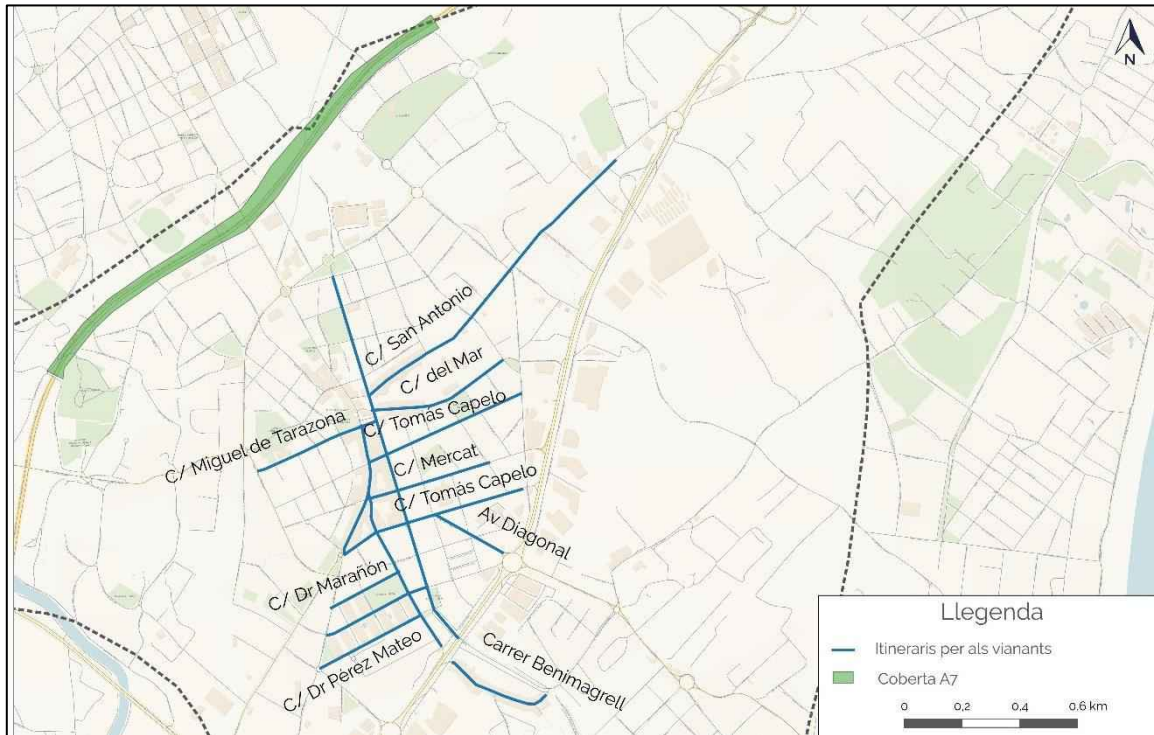 N
C/ San Antonio
C/ del Mar
C/ Tomás Capelo
C/ Miguel de Tarazona
C/ Mercat
C/ Tomás Capelo
Av Diagonal
C/ Dr Marañón
Carrer Benimagrell
C/ Dr Pérez Mateo
Llegenda
Itineraris per als vianants
Coberta A7
0 0,2 0,4 0,6 km